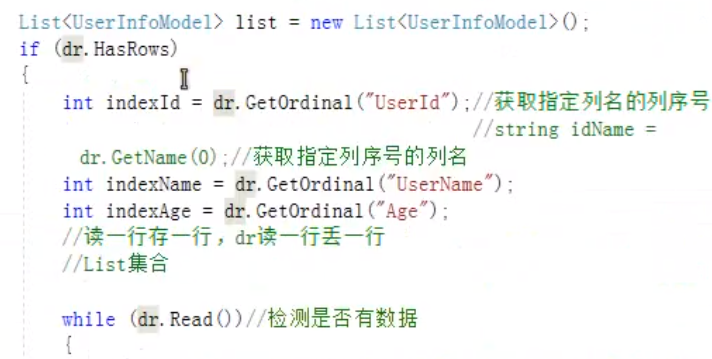 List<UserInfoModel> list = new List<UserInfoModel>();
if (dr.HasRows)
{
int indexId = dr.GetOrdinal("UserId");//获取指定列名的列序号
//string idName =
dr.GetName(0);//获取指定列序号的列名
int indexName = dr.GetOrdinal("UserName");
int indexAge = dr.GetOrdinal("Age");
//读一行存一行，dr读一行丢一行
//List集合
while (dr.Read())//检测是否有数据
{